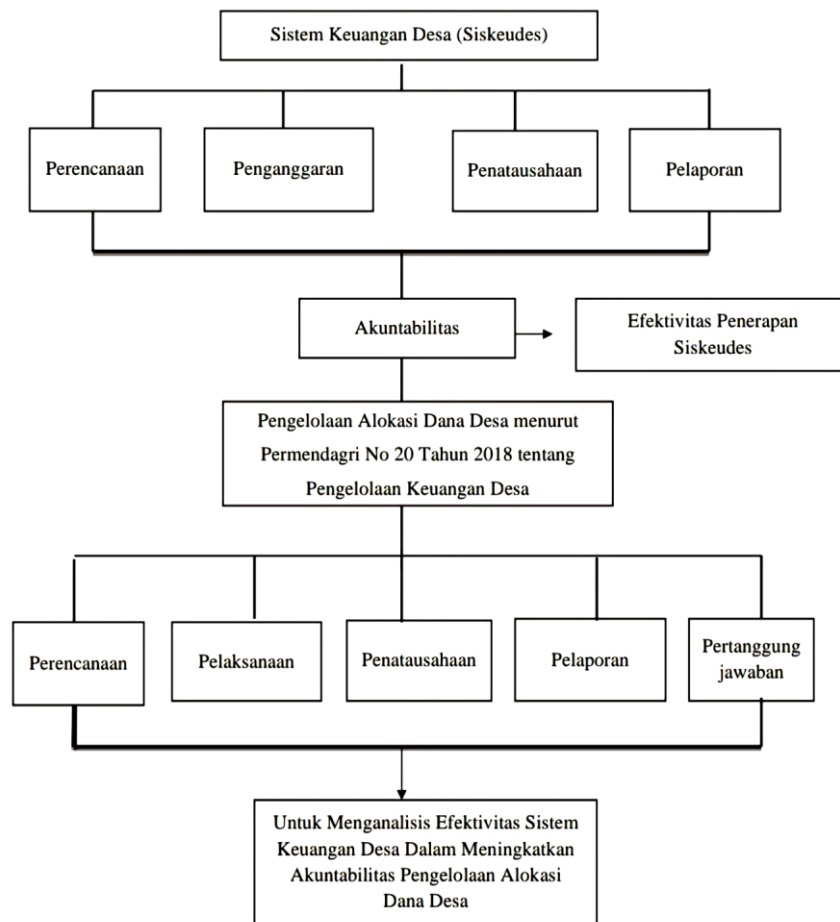 Sistem Keuangan Desa (Siskeudes)
Perencanaan
Penganggaran
Penatausahaan
Pelaporan
Akuntabilitas
Efektivitas Penerapan
Siskeudes
Pengelolaan Alokasi Dana Desa menurut
Permendagri No 20 Tahun 2018 tentang
Pengelolaan Keuangan Desa
Perencanaan
Pelaksanaan
Penatausahaan
Pelaporan
Pertanggung
jawaban
Untuk Menganalisis Efektivitas Sistem
Keuangan Desa Dalam Meningkatkan
Akuntabilitas Pengelolaan Alokasi
Dana Desa